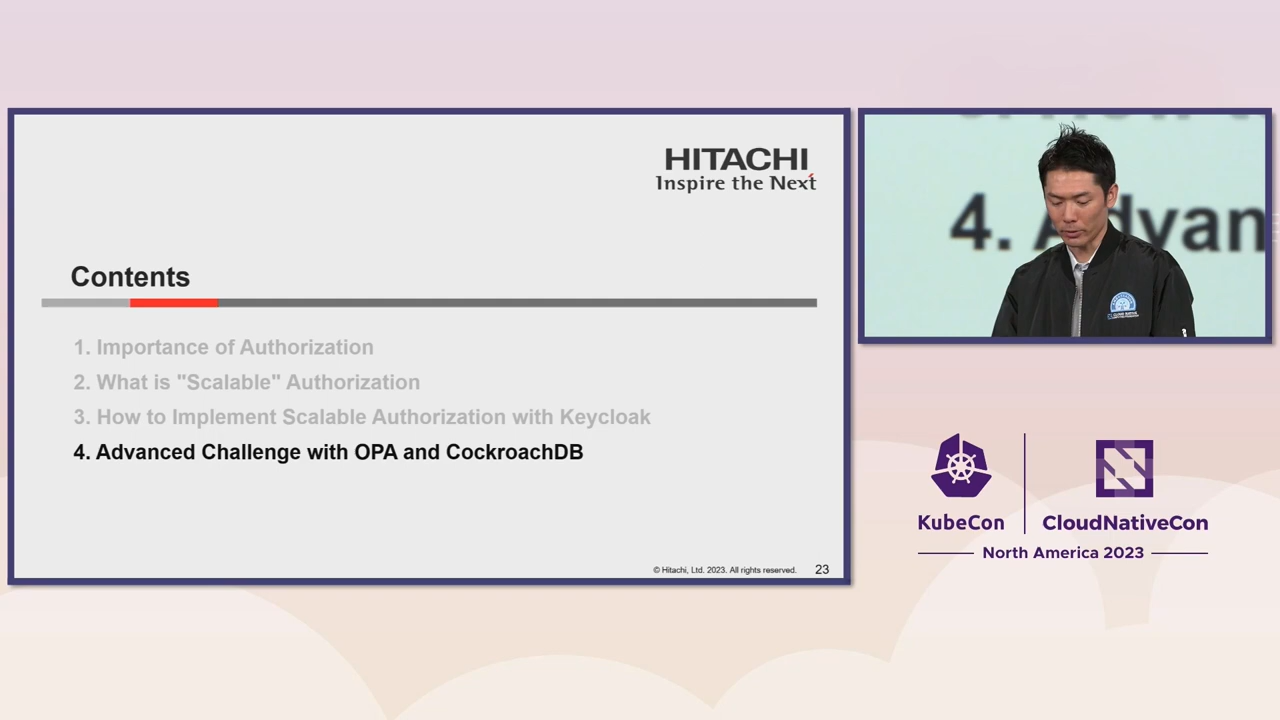 HITACHI
Inspire the Next
Contents
1. Importance of Authorization
2. What is "Scalable" Authorization
3. How to Implement Scalable Authorization with Keycloak
4. Advanced Challenge with OPA and CockroachDB
© Hitachi, Ltd. 2023. All rights reserved.
23
4. Advan
KubeCon
CloudNativeCon
North America 2023